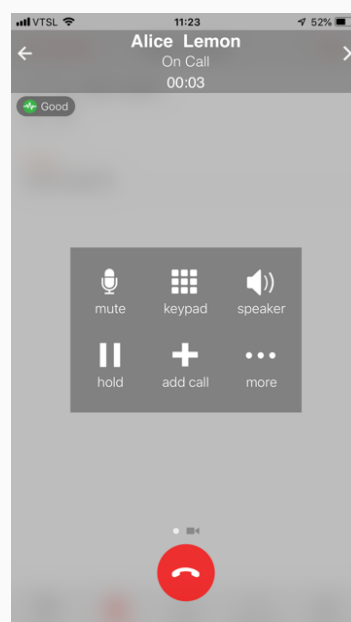 VTSL 11:23 52%
Alice Lemon
On Call
00:03
Good
mute keypad speaker
hold add call more